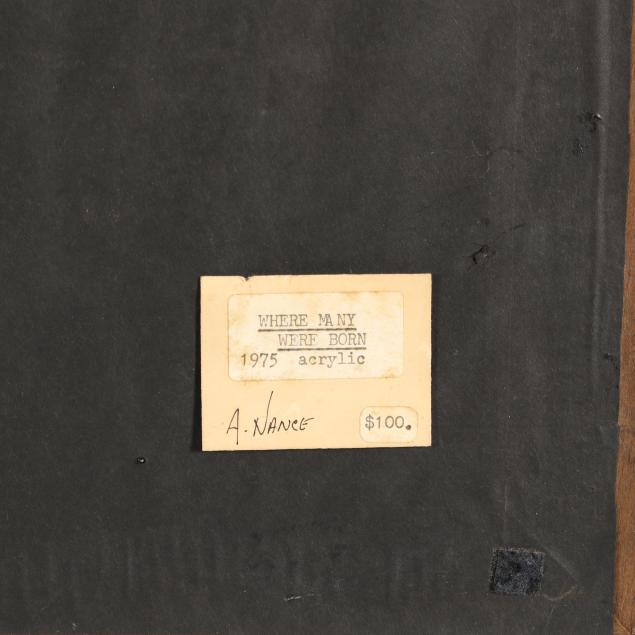 WHERE MANY
WERE BORN
1975 acrylic
A. NANCE
$100.